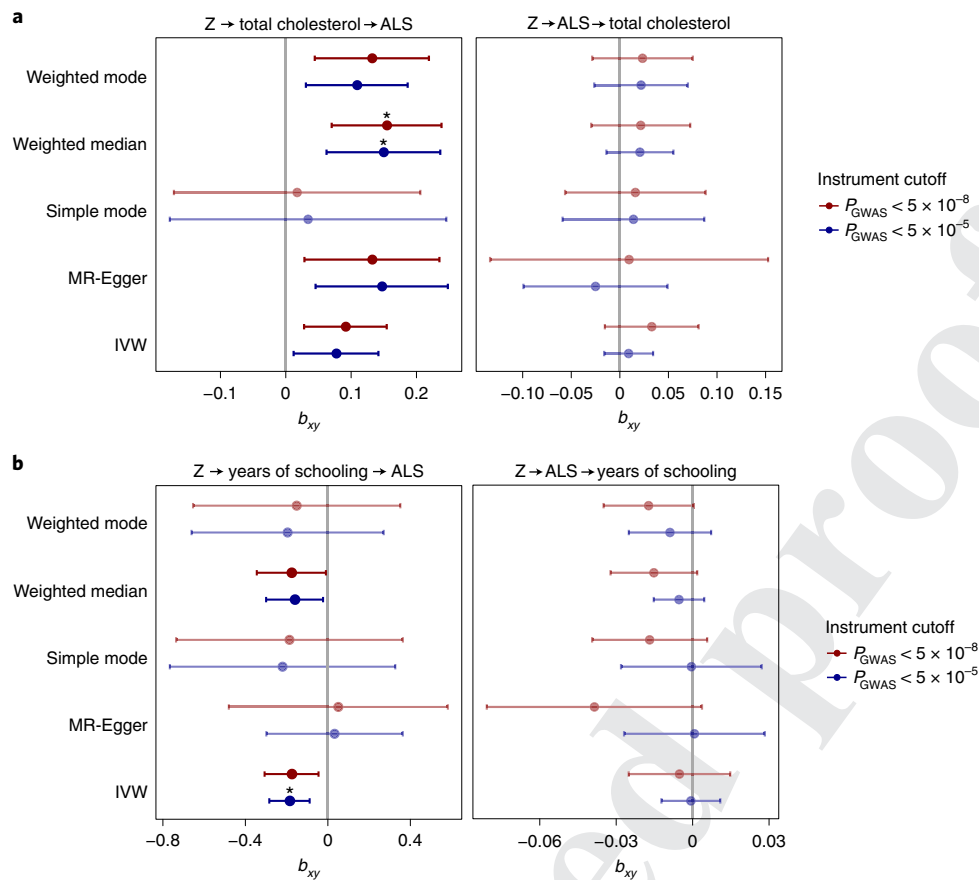 a
Z → total cholesterol → ALS
Z → ALS → total cholesterol
Weighted mode
Weighted median
*
*
Simple mode
MR-Egger
IVW
−0.1 0 0.1 0.2
−0.10 −0.05 0 0.05 0.10 0.15
bxy
bxy
Instrument cutoff
PGWAS < 5 × 10−8
PGWAS < 5 × 10−5
b
Z → years of schooling → ALS
Z → ALS → years of schooling
Weighted mode
Weighted median
Simple mode
MR-Egger
IVW
*
−0.8 −0.4 0 0.4
−0.06 −0.03 0 0.03
bxy
bxy
Instrument cutoff
PGWAS < 5 × 10−8
PGWAS < 5 × 10−5
ed proof